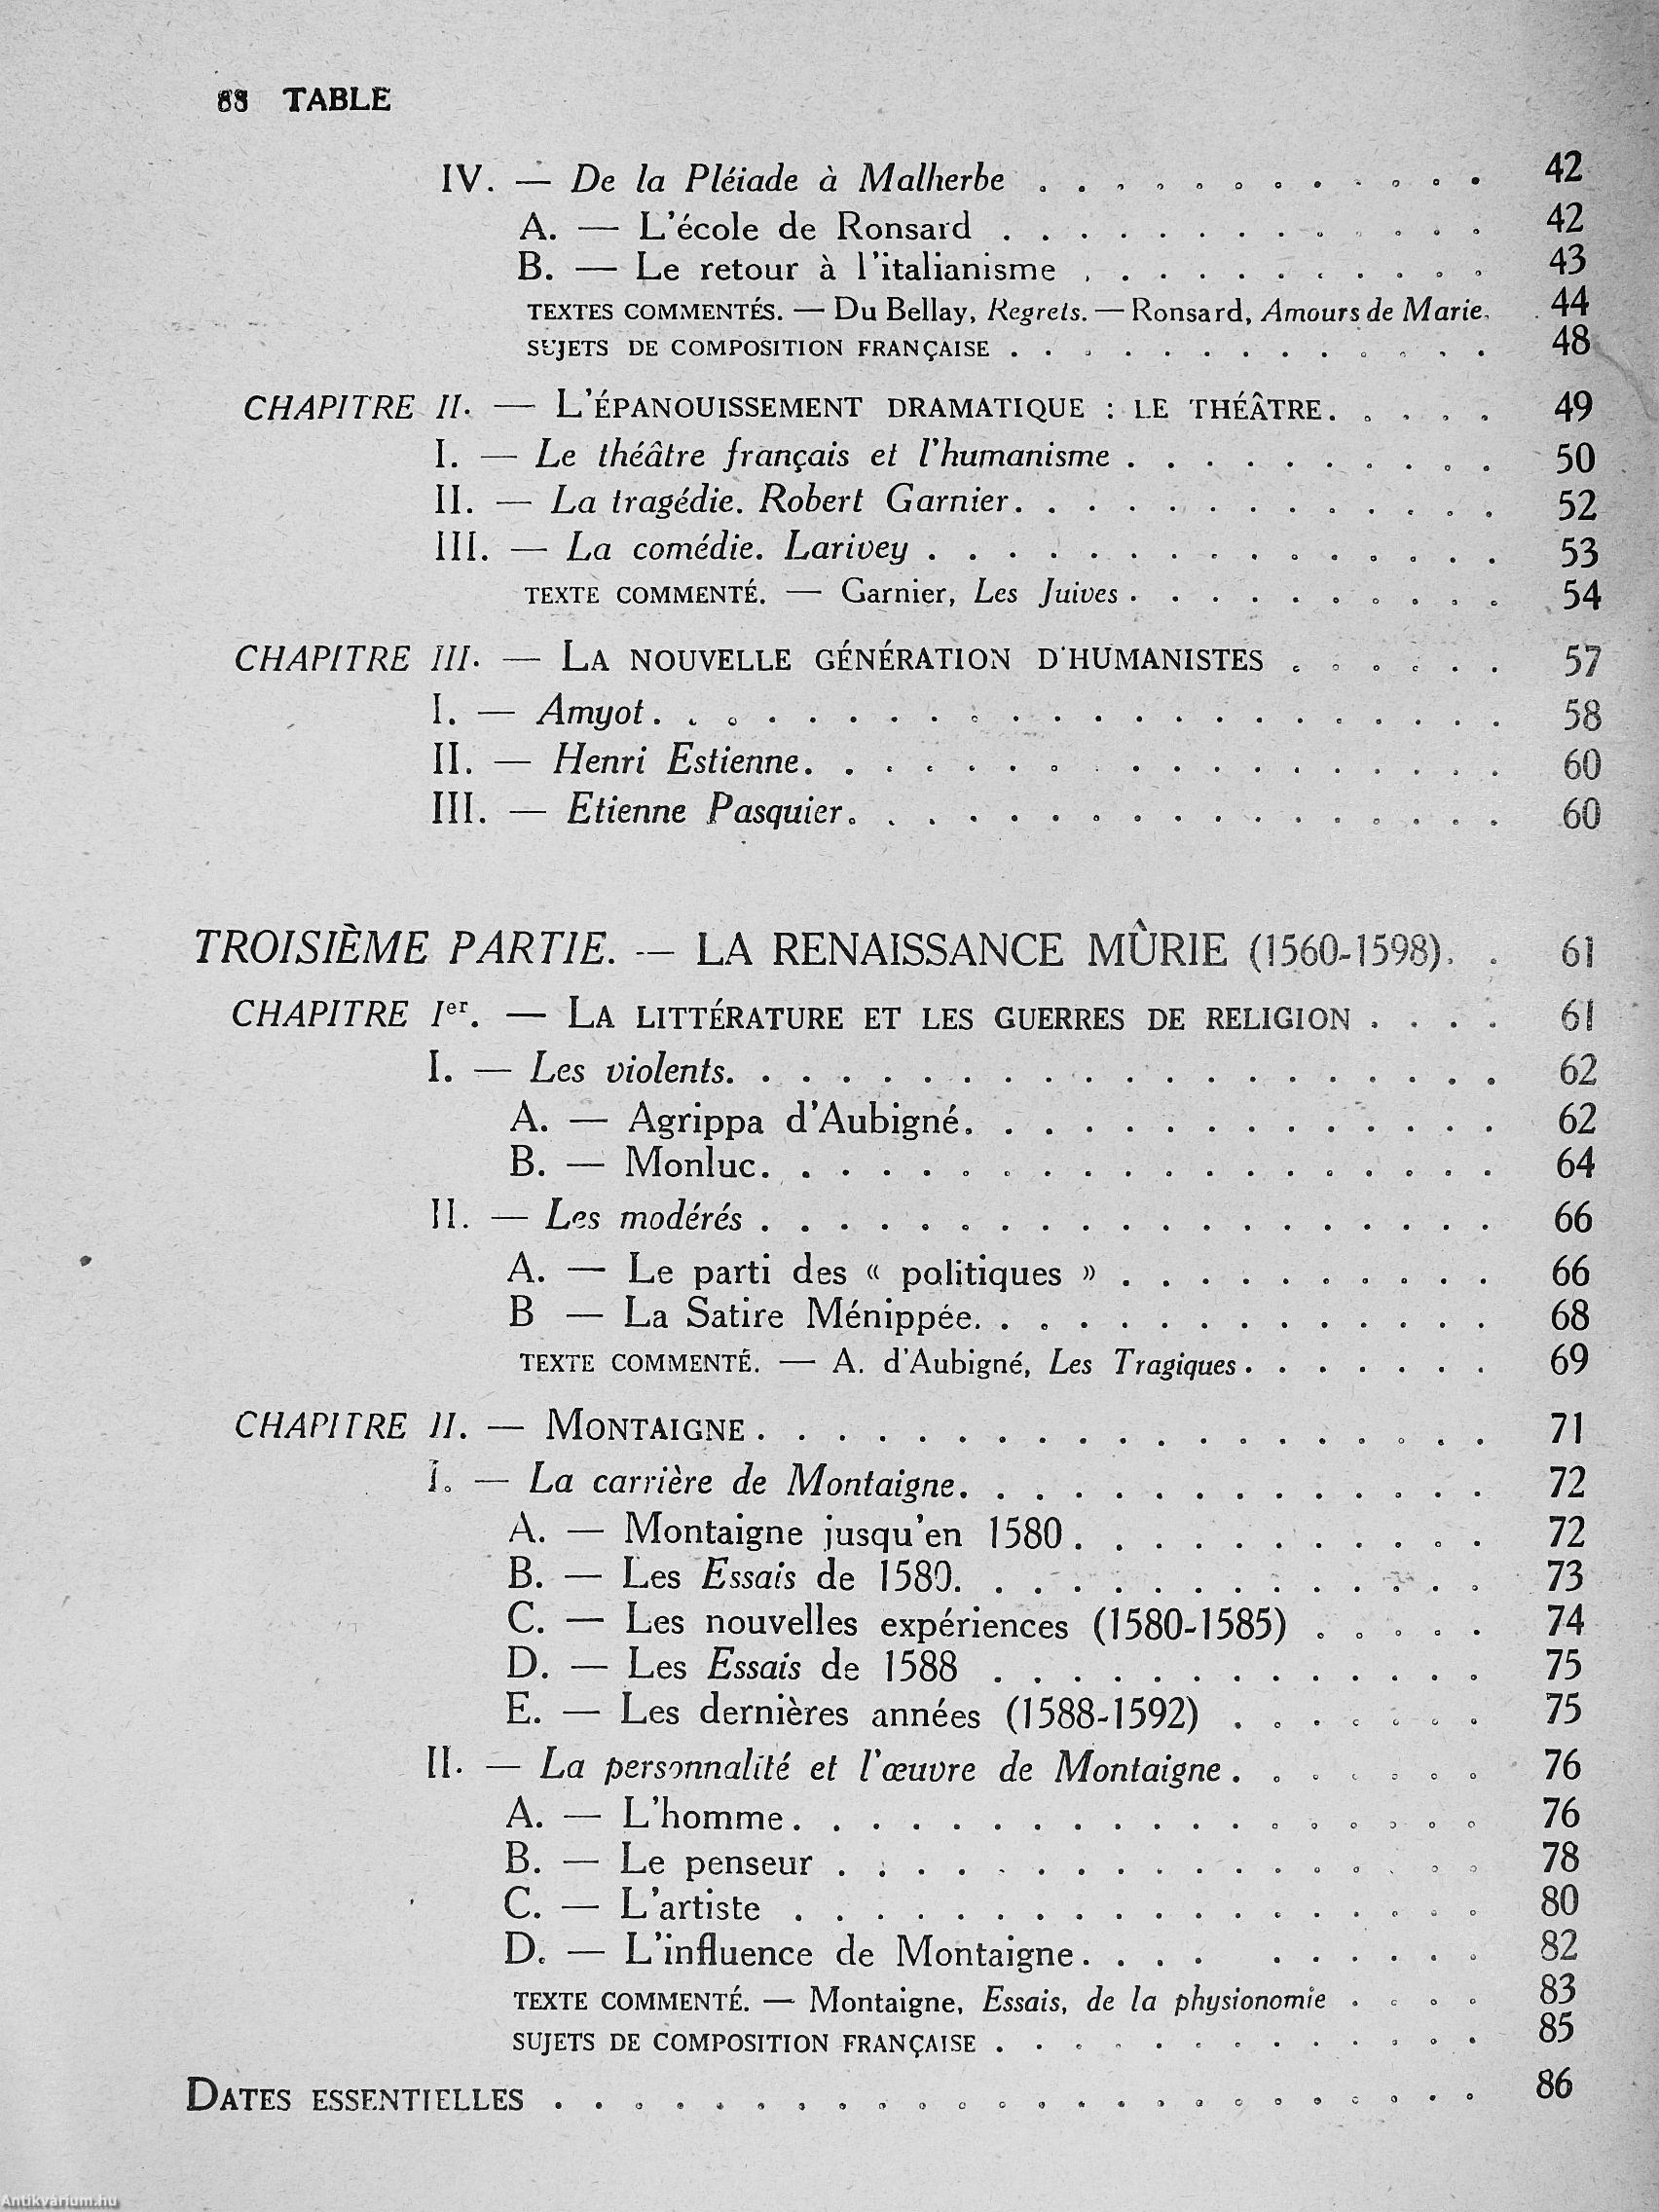 88 TABLE
IV. — De la Pléiade à Malherbe . . . . . . . . . . . . 42
A. — L'école de Ronsard . . . . . . . . . . . . . 42
B. — Le retour à l'italianisme . . . . . . . . . . . 43
TEXTES COMMENTÉS. — Du Bellay, Regrets. — Ronsard, Amours de Marie. . 44
SUJETS DE COMPOSITION FRANÇAISE . . . . . . . . . . . . . 48
CHAPITRE II. — L'ÉPANOUISSEMENT DRAMATIQUE : LE THÉÂTRE. . . . . 49
I. — Le théâtre français et l'humanisme . . . . . . . . . . 50
II. — La tragédie. Robert Garnier. . . . . . . . . . . . . 52
III. — La comédie. Larivey . . . . . . . . . . . . . . . 53
TEXTE COMMENTÉ. — Garnier, Les Juives . . . . . . . . . . 54
CHAPITRE III. — LA NOUVELLE GÉNÉRATION D'HUMANISTES . . . . . . 57
I. — Amyot. . . . . . . . . . . . . . . . . . . . . . 58
II. — Henri Estienne. . . . . . . . . . . . . . . . . . 60
III. — Etienne Pasquier. . . . . . . . . . . . . . . . . 60
TROISIÈME PARTIE. — LA RENAISSANCE MÛRIE (1560-1598). . 61
CHAPITRE Ier. — LA LITTÉRATURE ET LES GUERRES DE RELIGION . . . . 61
I. — Les violents. . . . . . . . . . . . . . . . . . . . 62
A. — Agrippa d'Aubigné. . . . . . . . . . . . . . 62
B. — Monluc. . . . . . . . . . . . . . . . . . . 64
II. — Les modérés . . . . . . . . . . . . . . . . . . . 66
A. — Le parti des « politiques » . . . . . . . . . . 66
B — La Satire Ménippée. . . . . . . . . . . . . . 68
TEXTE COMMENTÉ. — A. d'Aubigné, Les Tragiques . . . . . . . 69
CHAPITRE II. — MONTAIGNE . . . . . . . . . . . . . . . . . . . 71
I. — La carrière de Montaigne. . . . . . . . . . . . . . 72
A. — Montaigne jusqu'en 1580 . . . . . . . . . . . 72
B. — Les Essais de 1580. . . . . . . . . . . . . . 73
C. — Les nouvelles expériences (1580-1585) . . . . . 74
D. — Les Essais de 1588 . . . . . . . . . . . . . 75
E. — Les dernières années (1588-1592) . . . . . . . 75
II. — La personnalité et l'œuvre de Montaigne . . . . . . . 76
A. — L'homme. . . . . . . . . . . . . . . . . . 76
B. — Le penseur . . . . . . . . . . . . . . . . . 78
C. — L'artiste . . . . . . . . . . . . . . . . . . 80
D. — L'influence de Montaigne. . . . . . . . . . 82
TEXTE COMMENTÉ. — Montaigne, Essais, de la physionomie . . . . 83
SUJETS DE COMPOSITION FRANÇAISE . . . . . . . . . . . . . 85
DATES ESSENTIELLES . . . . . . . . . . . . . . . . . . . . . . . . 86
Antikvárium.hu